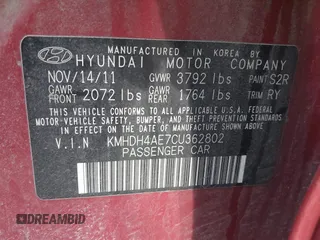 MANUFACTURED IN KOREA BY
HYUNDAI MOTOR COMPANY
NOV/14/11 GVWR 3792 lbs PAINT S2R
GAWR FRONT 2072 lbs GAWR REAR 1764 lbs TRIM RY
THIS VEHICLE CONFORMS TO ALL APPLICABLE U.S. FEDERAL MOTOR VEHICLE SAFETY, BUMPER, AND THEFT PREVENTION STANDARDS IN EFFECT ON THE DATE OF MANUFACTURE SHOWN ABOVE.
V.I.N KMHDH4AE7CU362802
PASSENGER CAR
DREAMBID